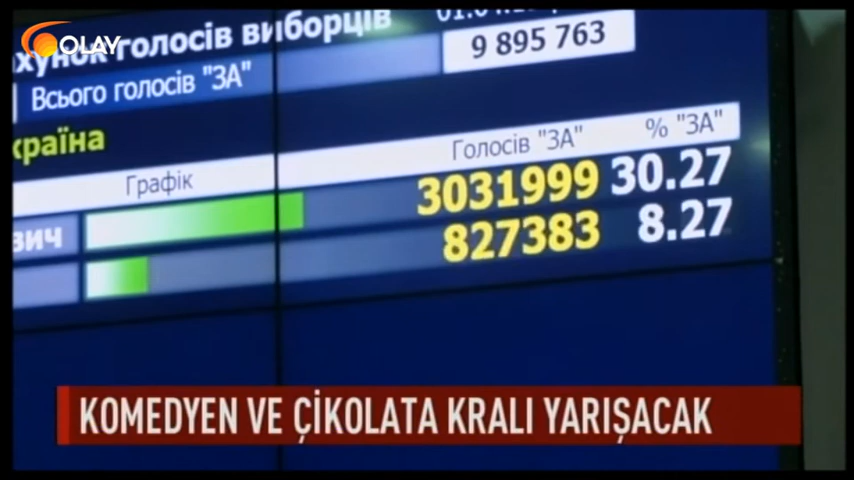 OLAY
голосів виборців
9 895 763
Всього голосів "ЗА"
країна
Графік
Голосів "ЗА"
% "ЗА"
3031999 30.27
вич
827383 8.27
KOMEDYEN VE ÇİKOLATA KRALI YARIŞACAK